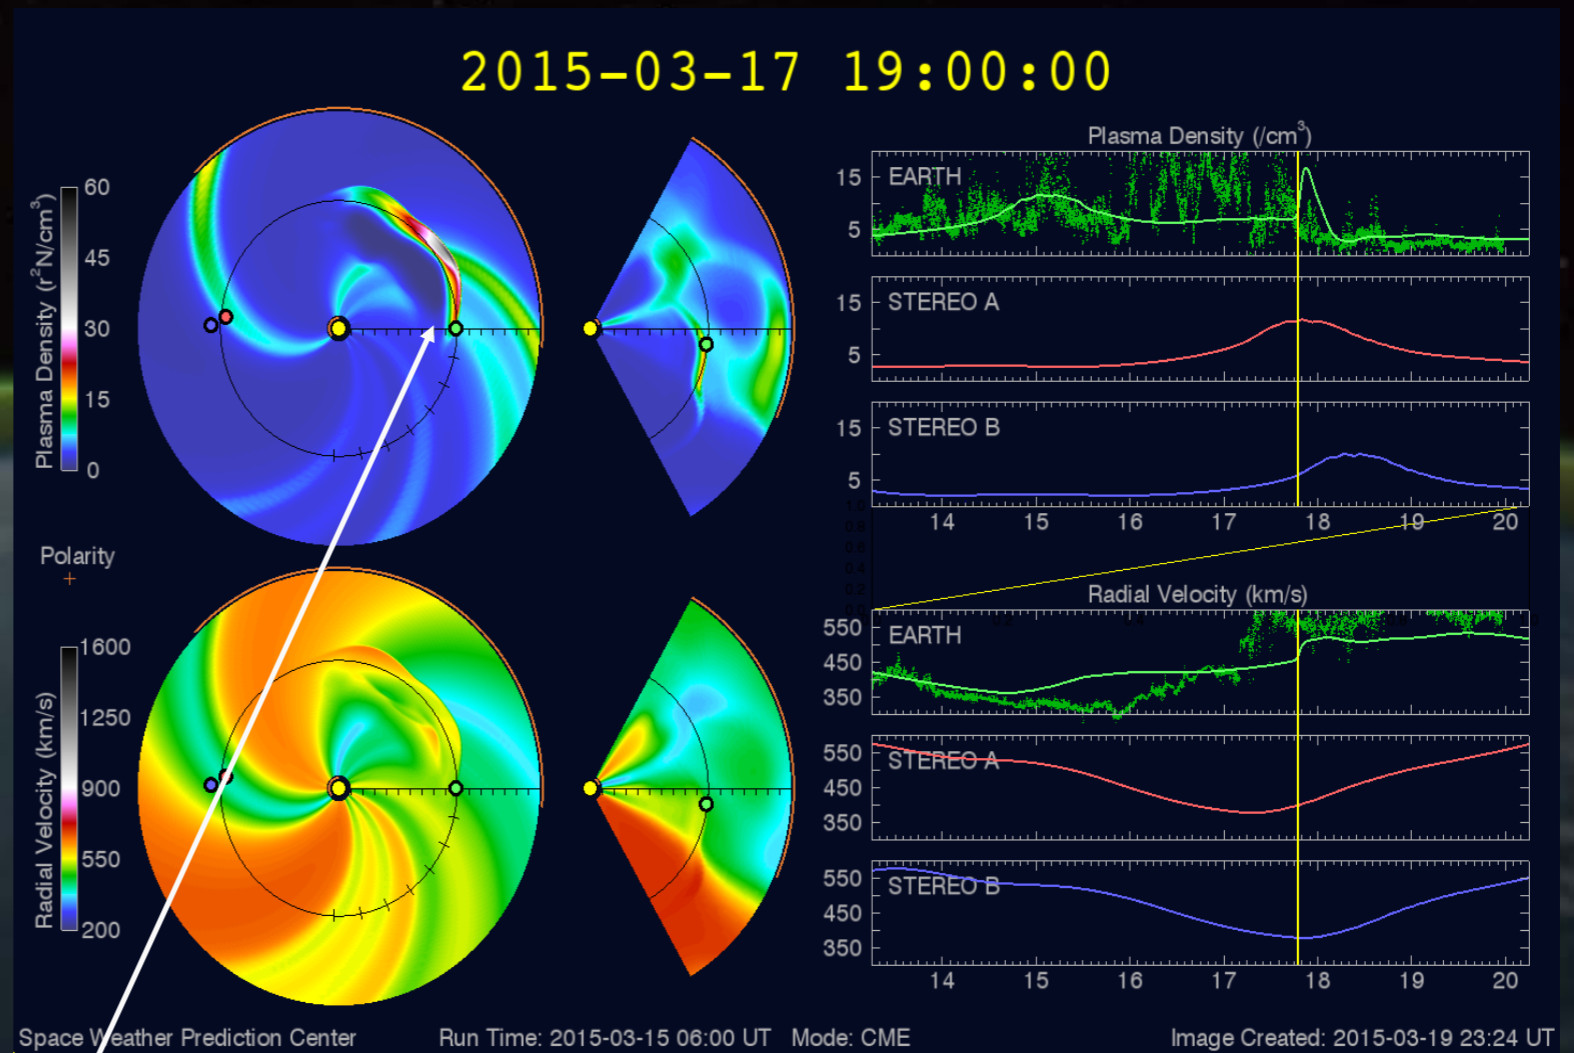 2015-03-17 19:00:00
Plasma Density (r²N/cm³)
60
45
30
15
0
Polarity
+
Radial Velocity (km/s)
1600
1250
900
550
200
Plasma Density (/cm³)
EARTH
15
5
STEREO A
15
5
STEREO B
15
5
14 15 16 17 18 19 20
Radial Velocity (km/s)
EARTH
550
450
350
STEREO A
550
450
350
STEREO B
550
450
350
14 15 16 17 18 19 20
Space Weather Prediction Center
Run Time: 2015-03-15 06:00 UT Mode: CME
Image Created: 2015-03-19 23:24 UT